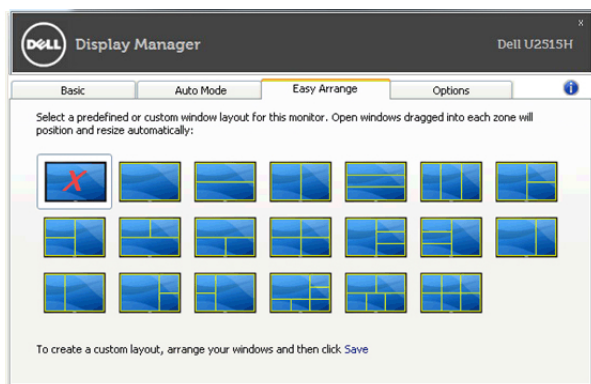 x
DELL Display Manager Dell U2515H
Basic Auto Mode Easy Arrange Options i
Select a predefined or custom window layout for this monitor. Open windows dragged into each zone will
position and resize automatically:
X
To create a custom layout, arrange your windows and then click Save